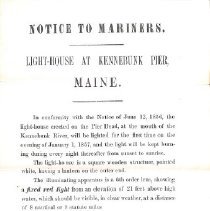 NOTICE TO MARINERS.
LIGHT-HOUSE AT KENNEBUNK PIER,
MAINE.
In conformity with the Notice of June 12, 1856, the
light-house erected on the Pier Head, at the mouth of the
Kennebunk River, will be lighted for the first time on the
evening of January 1, 1857, and the light will be kept burn-
ing during every night thereafter from sunset to sunrise.
The light-house is a square wooden structure, painted
white, having a lantern on the outer end.
The illuminating apparatus is a 6th order lens, showing
a fixed red light from an elevation of 21 feet above high
water, which should be visible, in clear weather, at a distance
of 8 nautical or statute miles